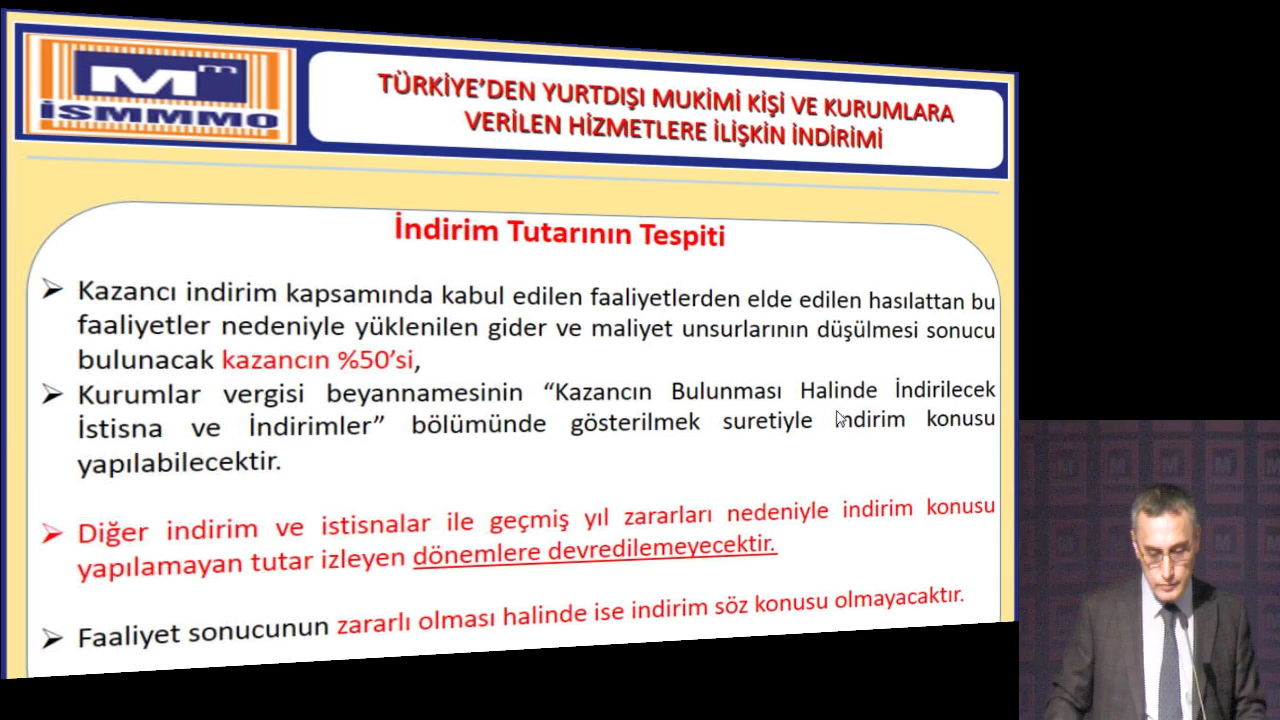 Mm
İSMMMO
TÜRKİYE'DEN YURTDIŞI MUKİMİ KİŞİ VE KURUMLARA
VERİLEN HİZMETLERE İLİŞKİN İNDİRİMİ
İndirim Tutarının Tespiti
Kazancı indirim kapsamında kabul edilen faaliyetlerden elde edilen hasılattan bu
faaliyetler nedeniyle yüklenilen gider ve maliyet unsurlarının düşülmesi sonucu
bulunacak kazancın %50'si,
Kurumlar vergisi beyannamesinin “Kazancın Bulunması Halinde İndirilecek
İstisna ve İndirimler” bölümünde gösterilmek suretiyle indirim konusu
yapılabilecektir.
Diğer indirim ve istisnalar ile geçmiş yıl zararları nedeniyle indirim konusu
yapılamayan tutar izleyen dönemlere devredilemeyecektir.
Faaliyet sonucunun zararlı olması halinde ise indirim söz konusu olmayacaktır.